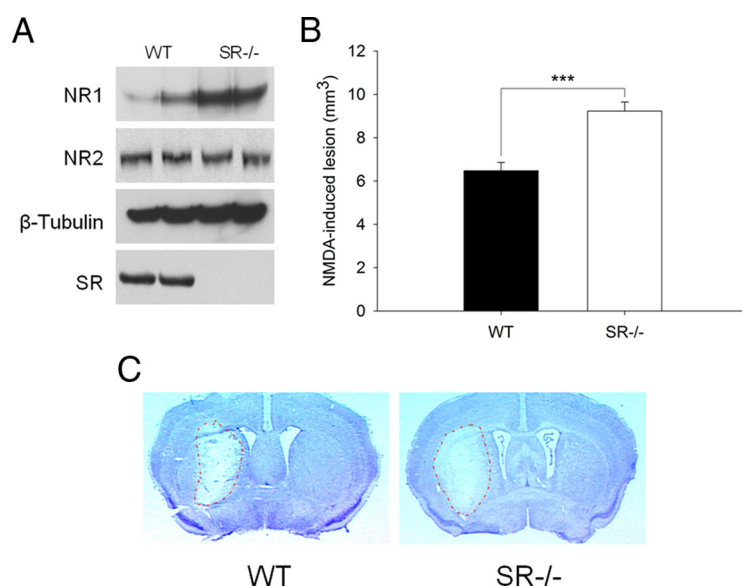 A
WT SR-/-
NR1
NR2
β-Tubulin
SR
B
NMDA-induced lesion (mm3)
12
10
8
6
4
2
0
***
WT
SR-/-
C
WT
SR-/-